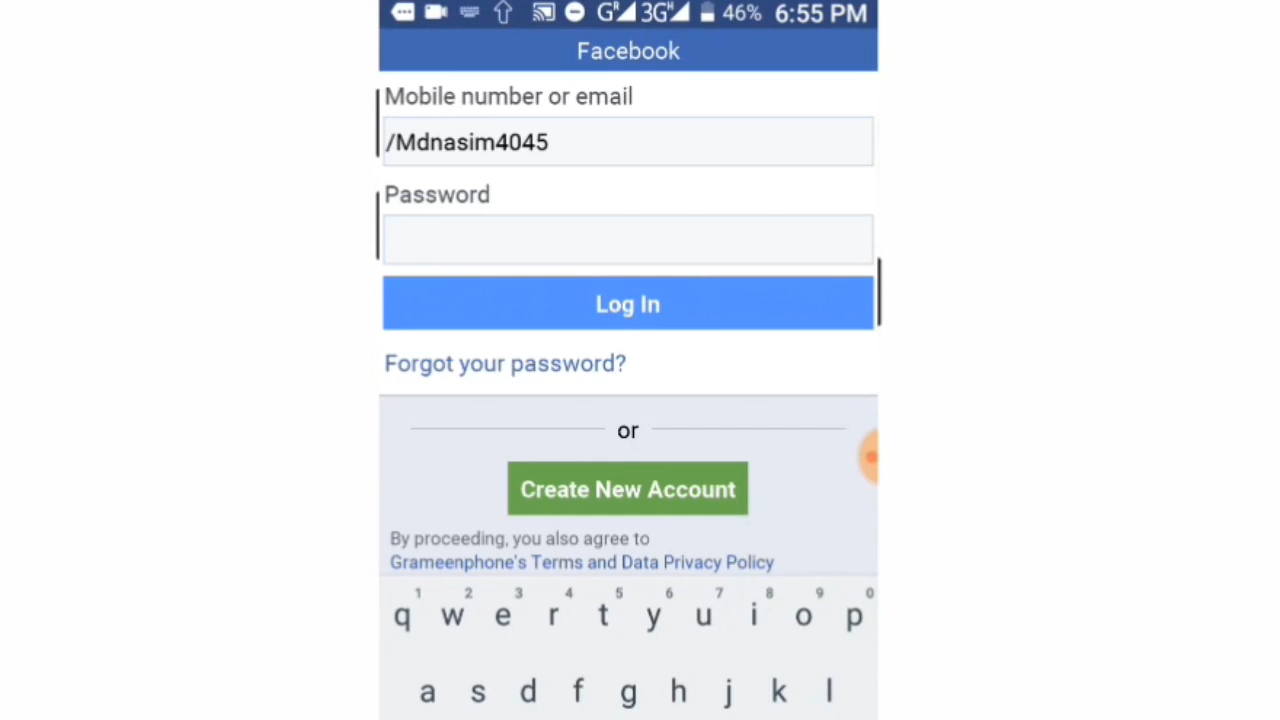 46% 6:55 PM
Facebook
Mobile number or email
/Mdnasim4045
Password
Log In
Forgot your password?
or
Create New Account
By proceeding, you also agree to
Grameenphone's Terms and Data Privacy Policy
1 2 3 4 5 6 7 8 9 0
q w e r t y u i o p
a s d f g h j k l